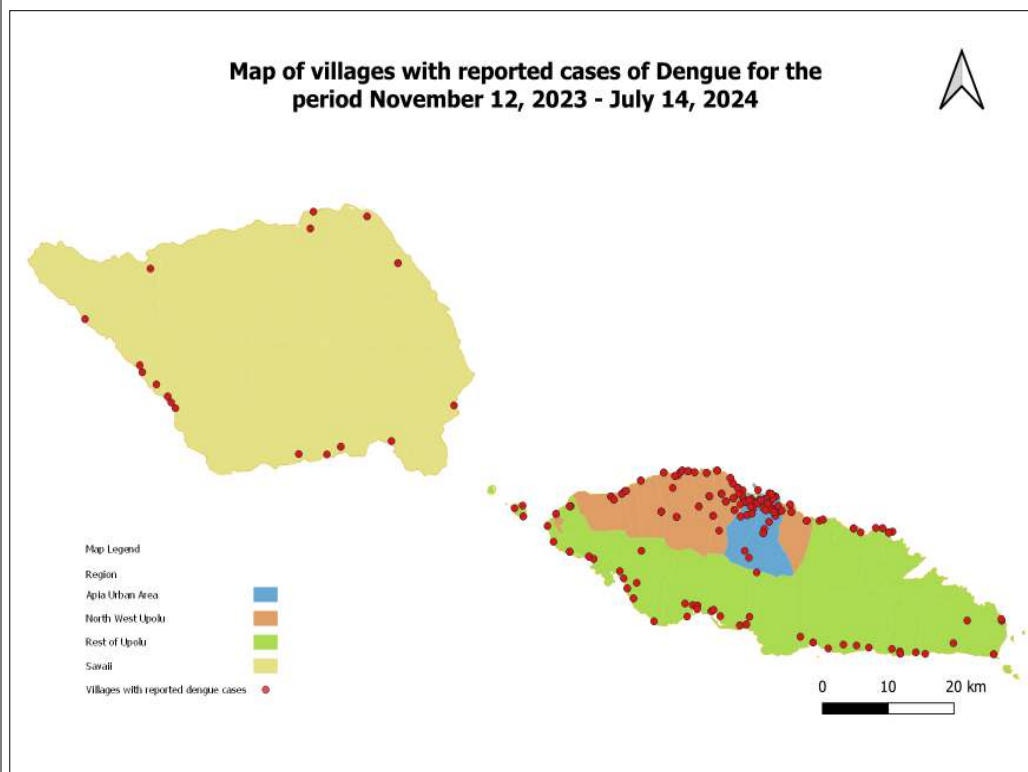 Map of villages with reported cases of Dengue for the
period November 12, 2023 - July 14, 2024
Map Legend
Region
Apia Urban Area
North West Upolu
Rest of Upolu
Savaii
Villages with reported dengue cases
0 10 20 km